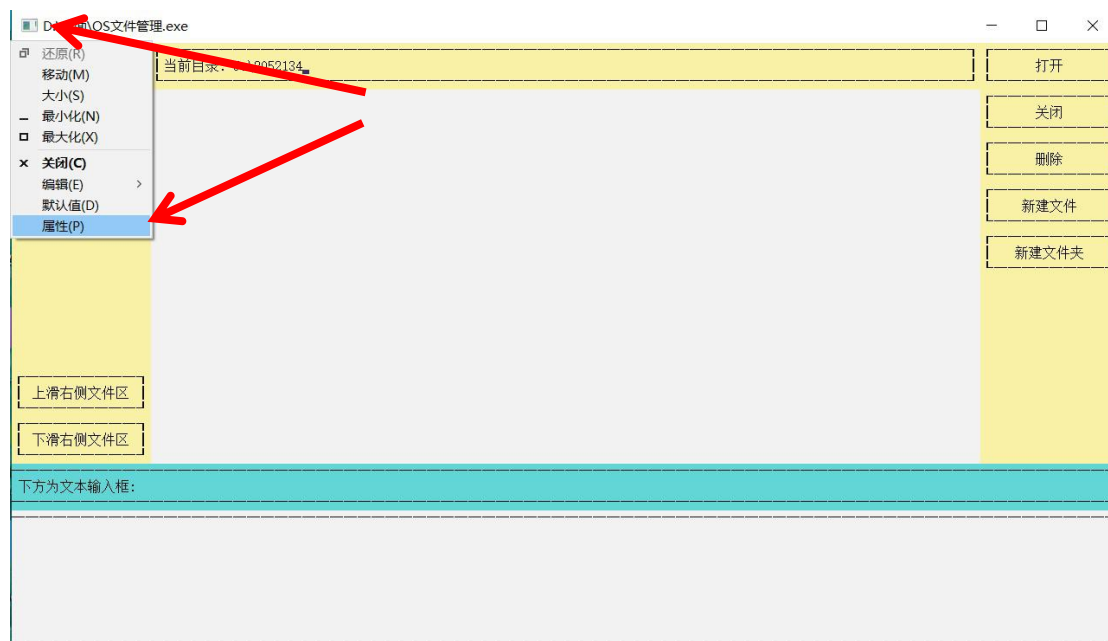 OS文件管理.exe
还原(R)
移动(M)
大小(S)
最小化(N)
最大化(X)
关闭(C)
编辑(E)
默认值(D)
属性(P)
当前目录:
打开
关闭
删除
新建文件
新建文件夹
上滑右侧文件区
下滑右侧文件区
下方为文本输入框: